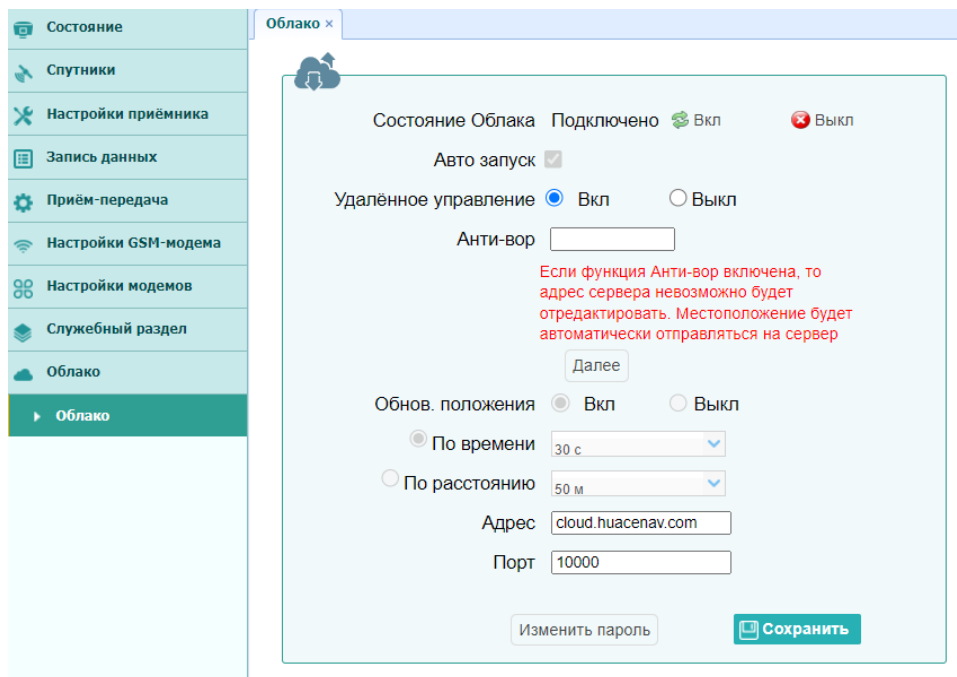 Состояние
Спутники
Настройки приёмника
Запись данных
Приём-передача
Настройки GSM-модема
Настройки модемов
Служебный раздел
Облако
Облако
Облако ×
Состояние Облака Подключено Вкл Выкл
Авто запуск
Удалённое управление Вкл Выкл
Анти-вор
Если функция Анти-вор включена, то
адрес сервера невозможно будет
отредактировать. Местоположение будет
автоматически отправляться на сервер
Далее
Обнов. положения Вкл Выкл
По времени 30 с
По расстоянию 50 м
Адрес cloud.huacenav.com
Порт 10000
Изменить пароль Сохранить